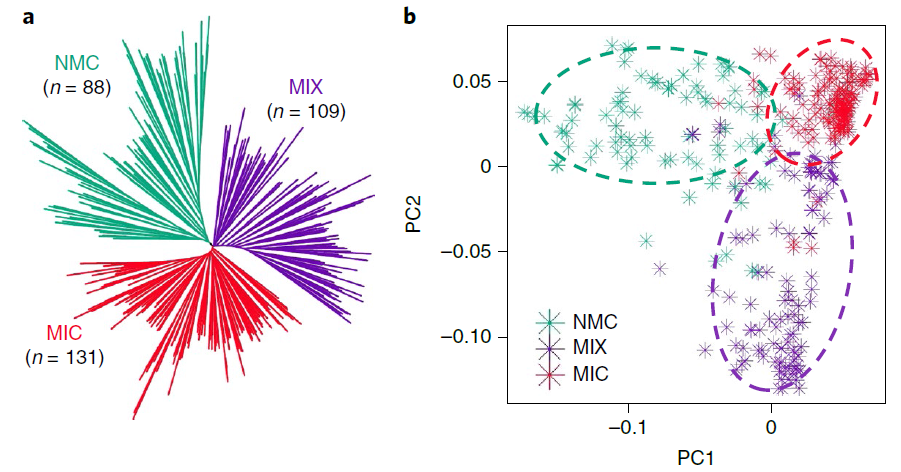 a
NMC
(n = 88)
MIX
(n = 109)
MIC
(n = 131)
b
PC2
0.05
0
–0.05
–0.10
NMC
MIX
MIC
–0.1
0
PC1